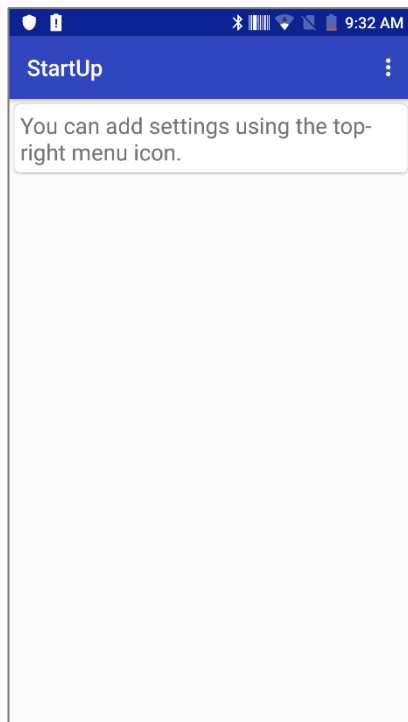 9:32 AM
StartUp
You can add settings using the top-
right menu icon.